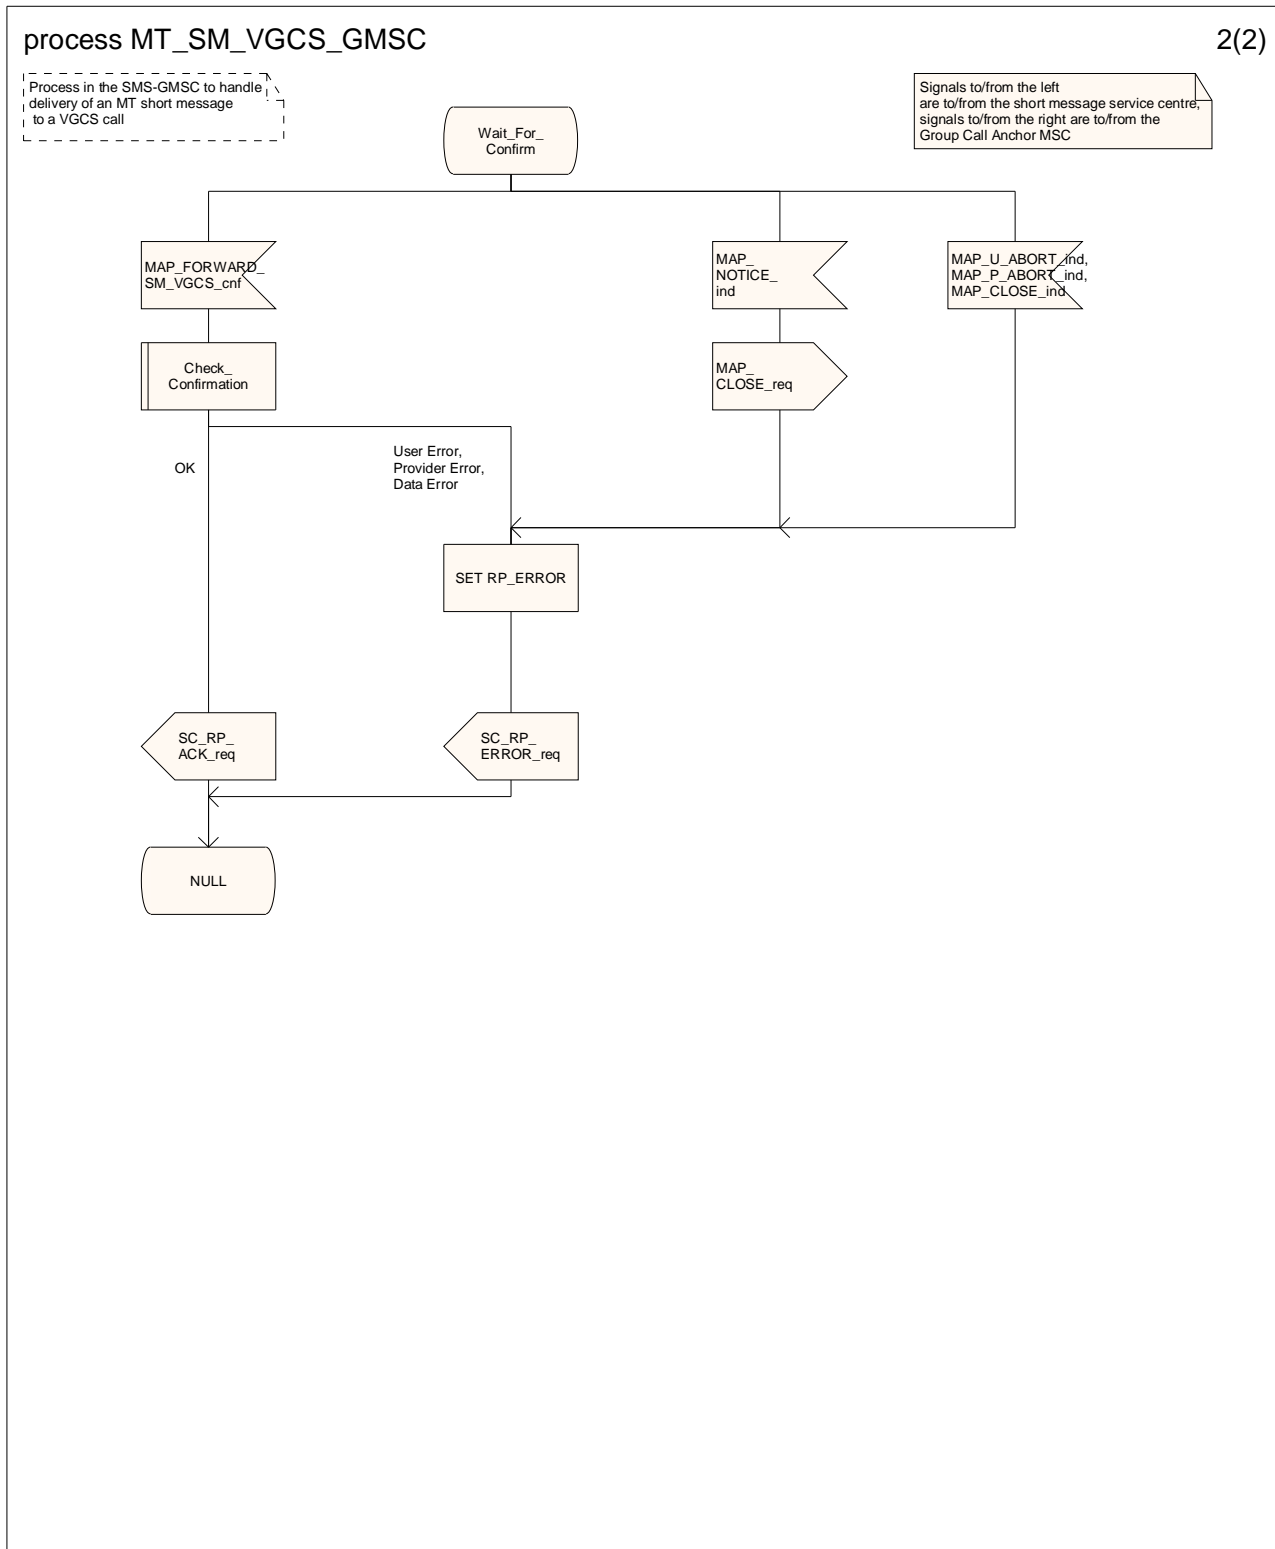 process MT_SM_VGCS_GMSC
2(2)
Process in the SMS-GMSC to handle
delivery of an MT short message
to a VGCS call
Signals to/from the left
are to/from the short message service centre,
signals to/from the right are to/from the
Group Call Anchor MSC
Wait_For_
Confirm
MAP_FORWARD_
SM_VGCS_cnf
MAP_
NOTICE_
ind
MAP_U_ABORT_ind,
MAP_P_ABORT_ind,
MAP_CLOSE_ind
Check_
Confirmation
MAP_
CLOSE_req
OK
User Error,
Provider Error,
Data Error
SET RP_ERROR
SC_RP_
ACK_req
SC_RP_
ERROR_req
NULL